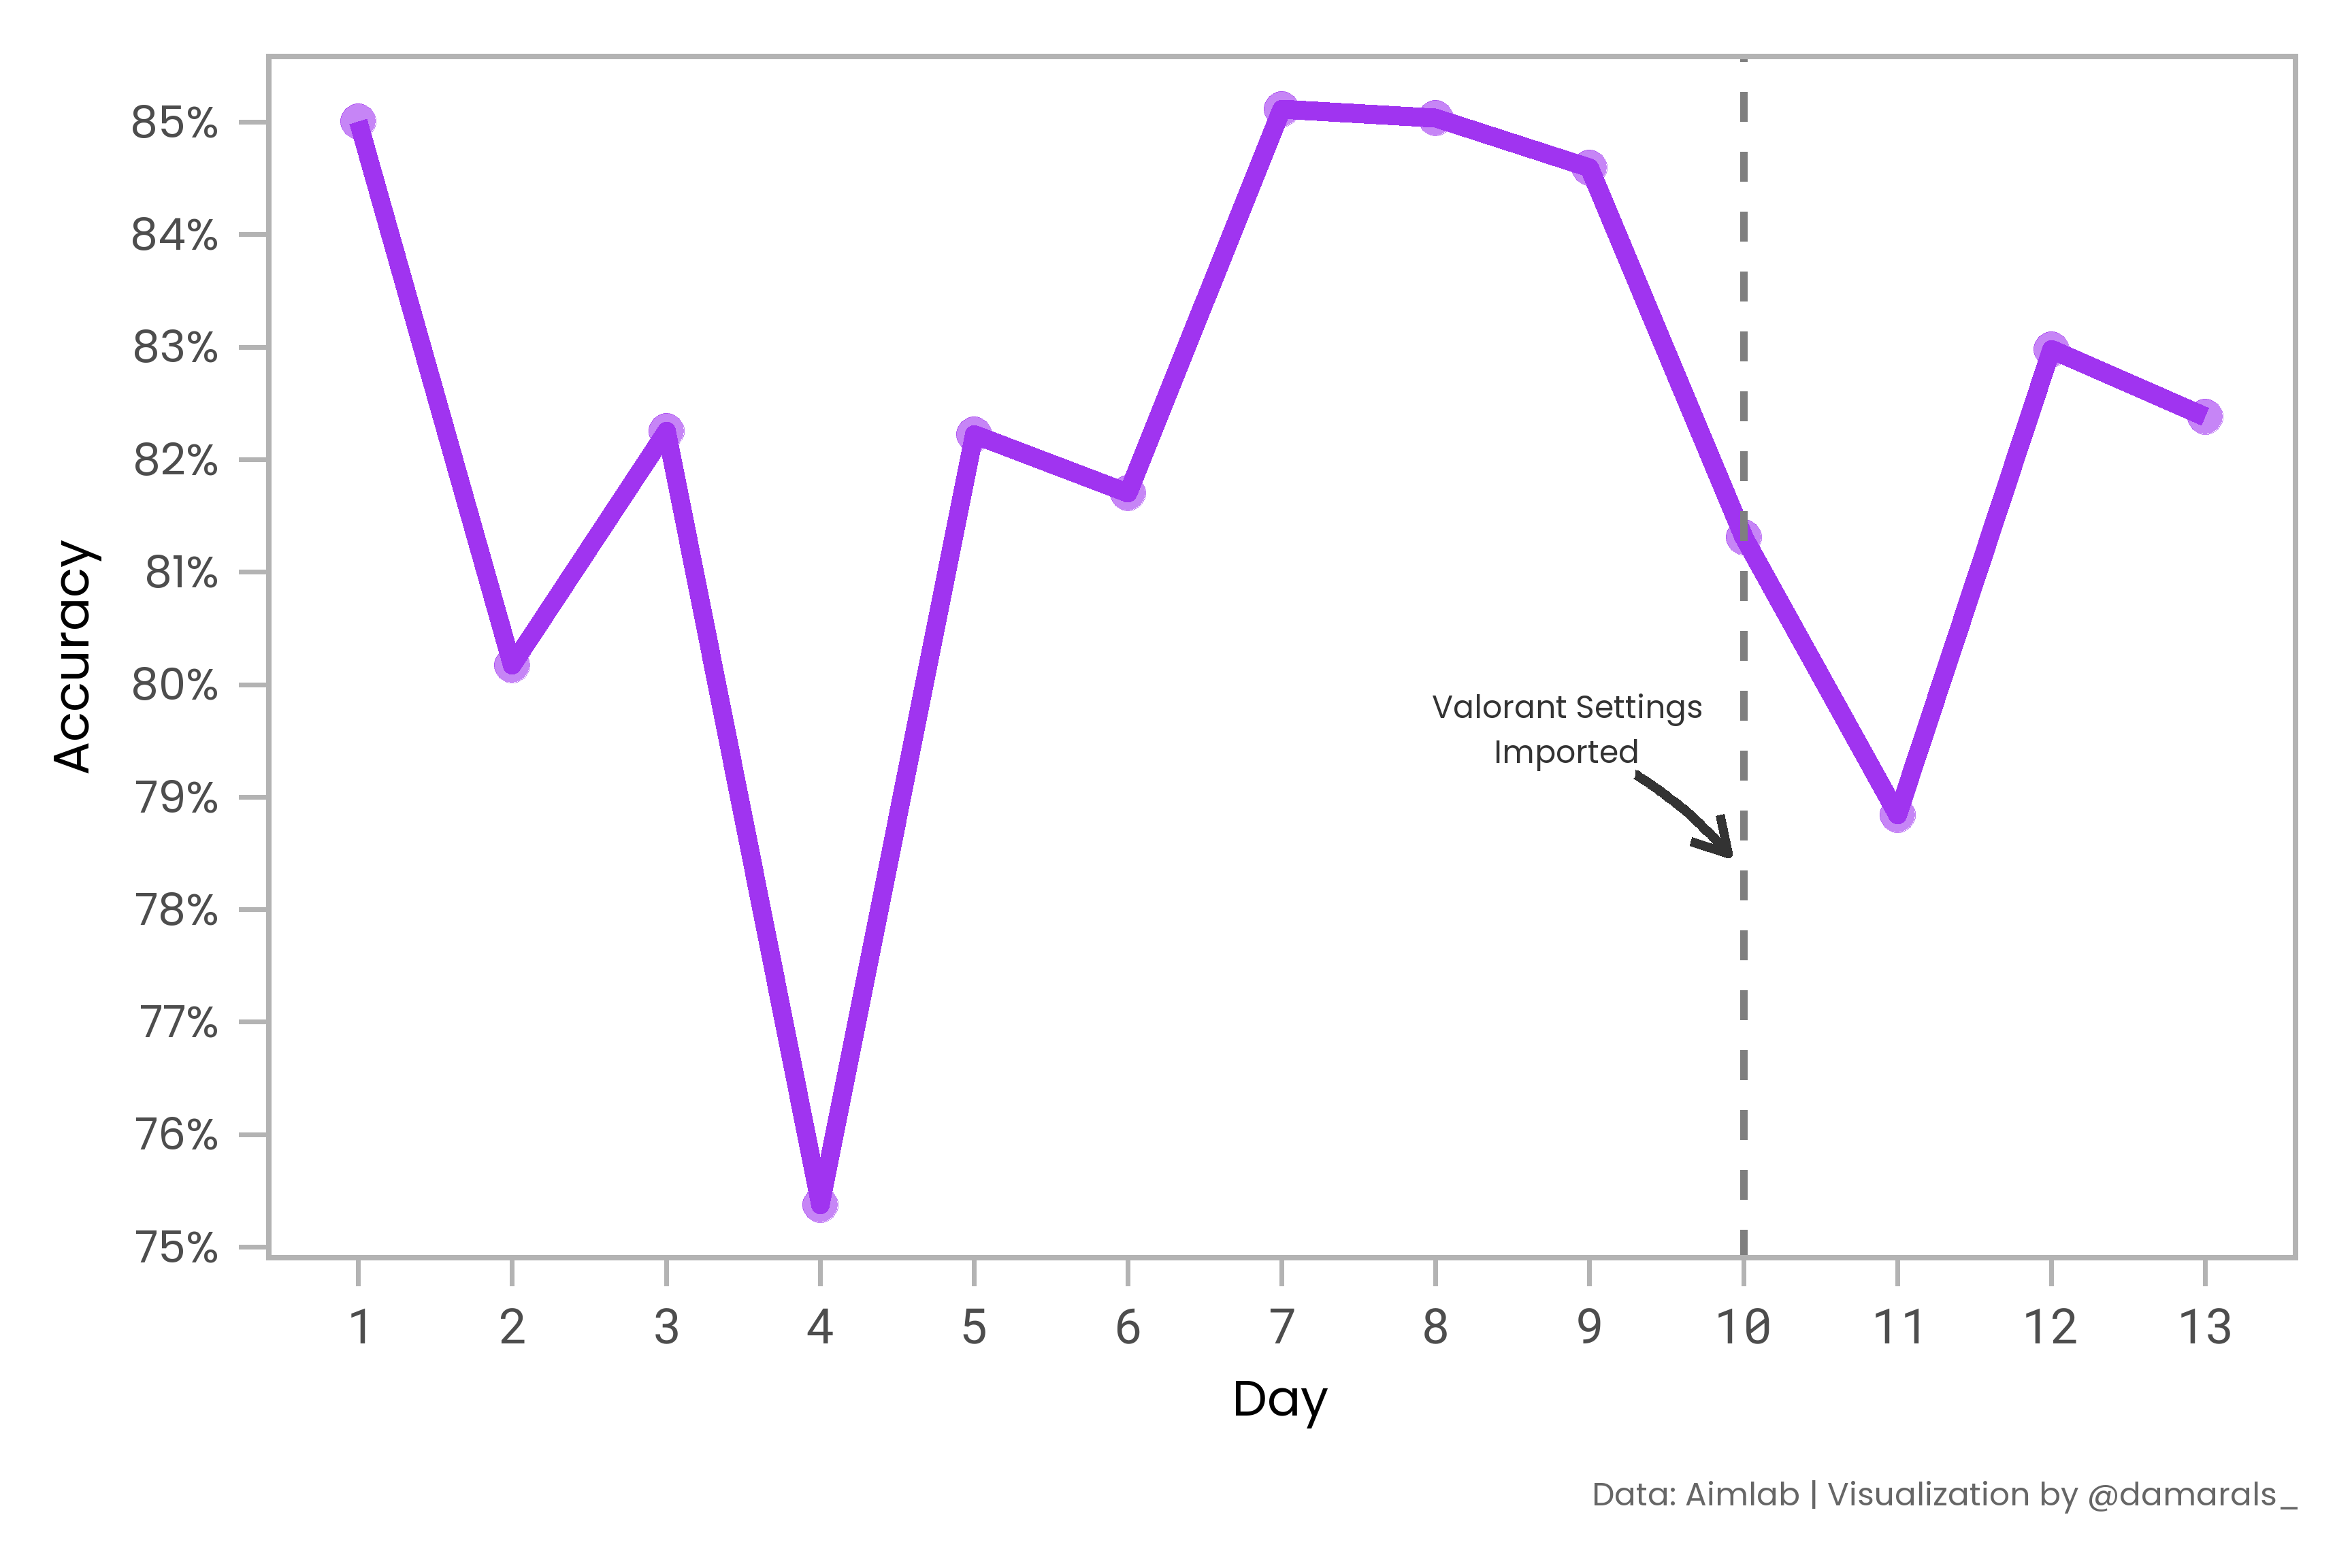 85%
84%
83%
82%
81%
80%
79%
78%
77%
76%
75%
Accuracy
Valorant Settings
Imported
1 2 3 4 5 6 7 8 9 10 11 12 13
Day
Data: Aimlab | Visualization by @damarals_